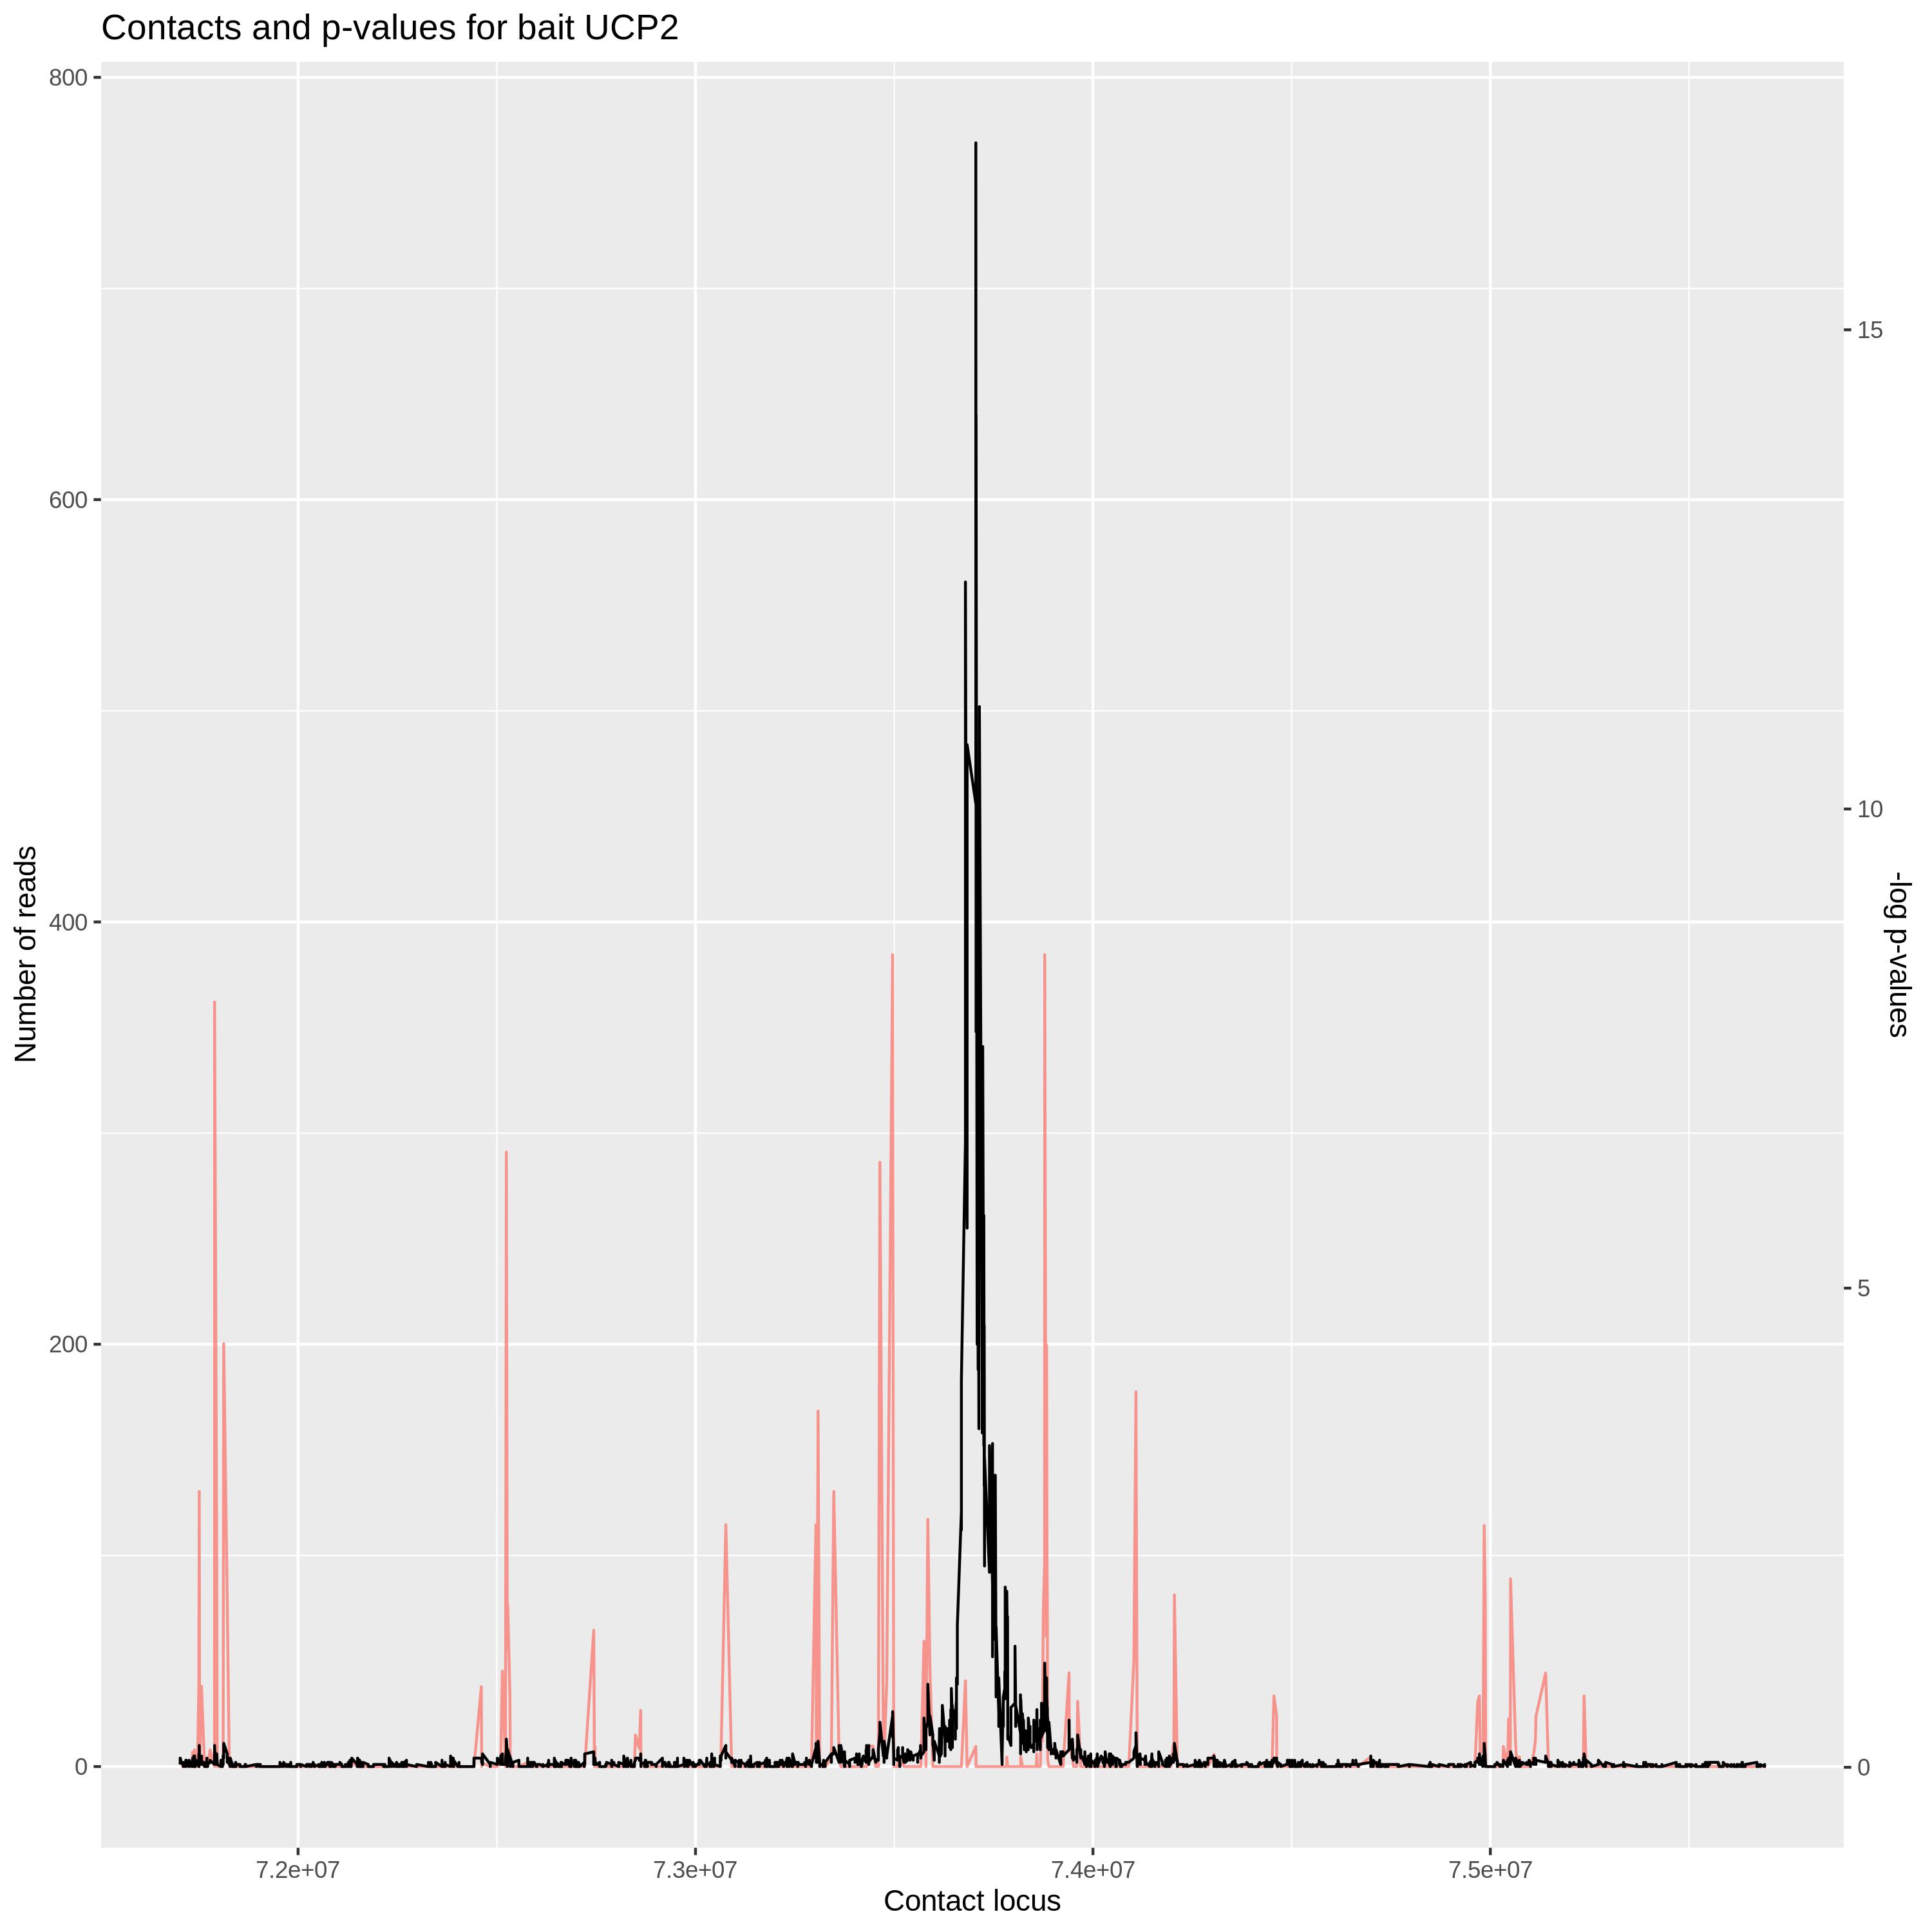 Contacts and p-values for bait UCP2
800
600
400
200
0
Number of reads
15
10
5
0
-log p-values
7.2e+07 7.3e+07 7.4e+07 7.5e+07
Contact locus